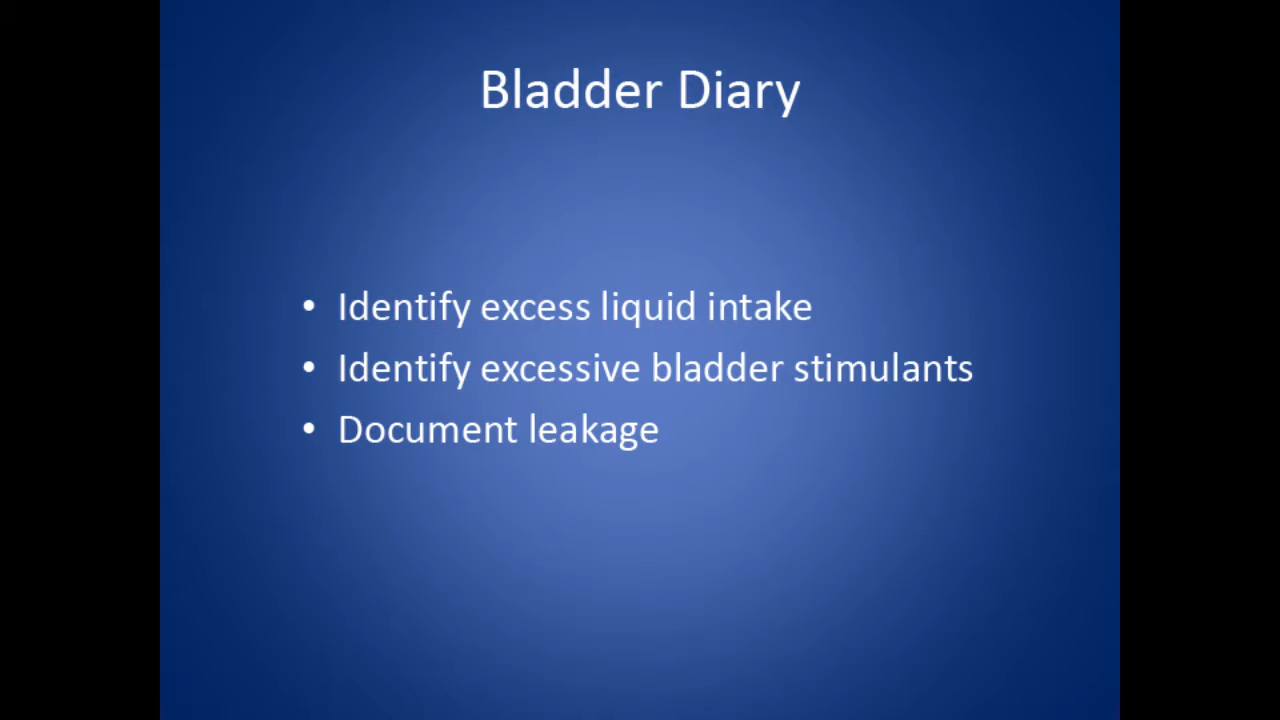 Bladder Diary
• Identify excess liquid intake
• Identify excessive bladder stimulants
• Document leakage